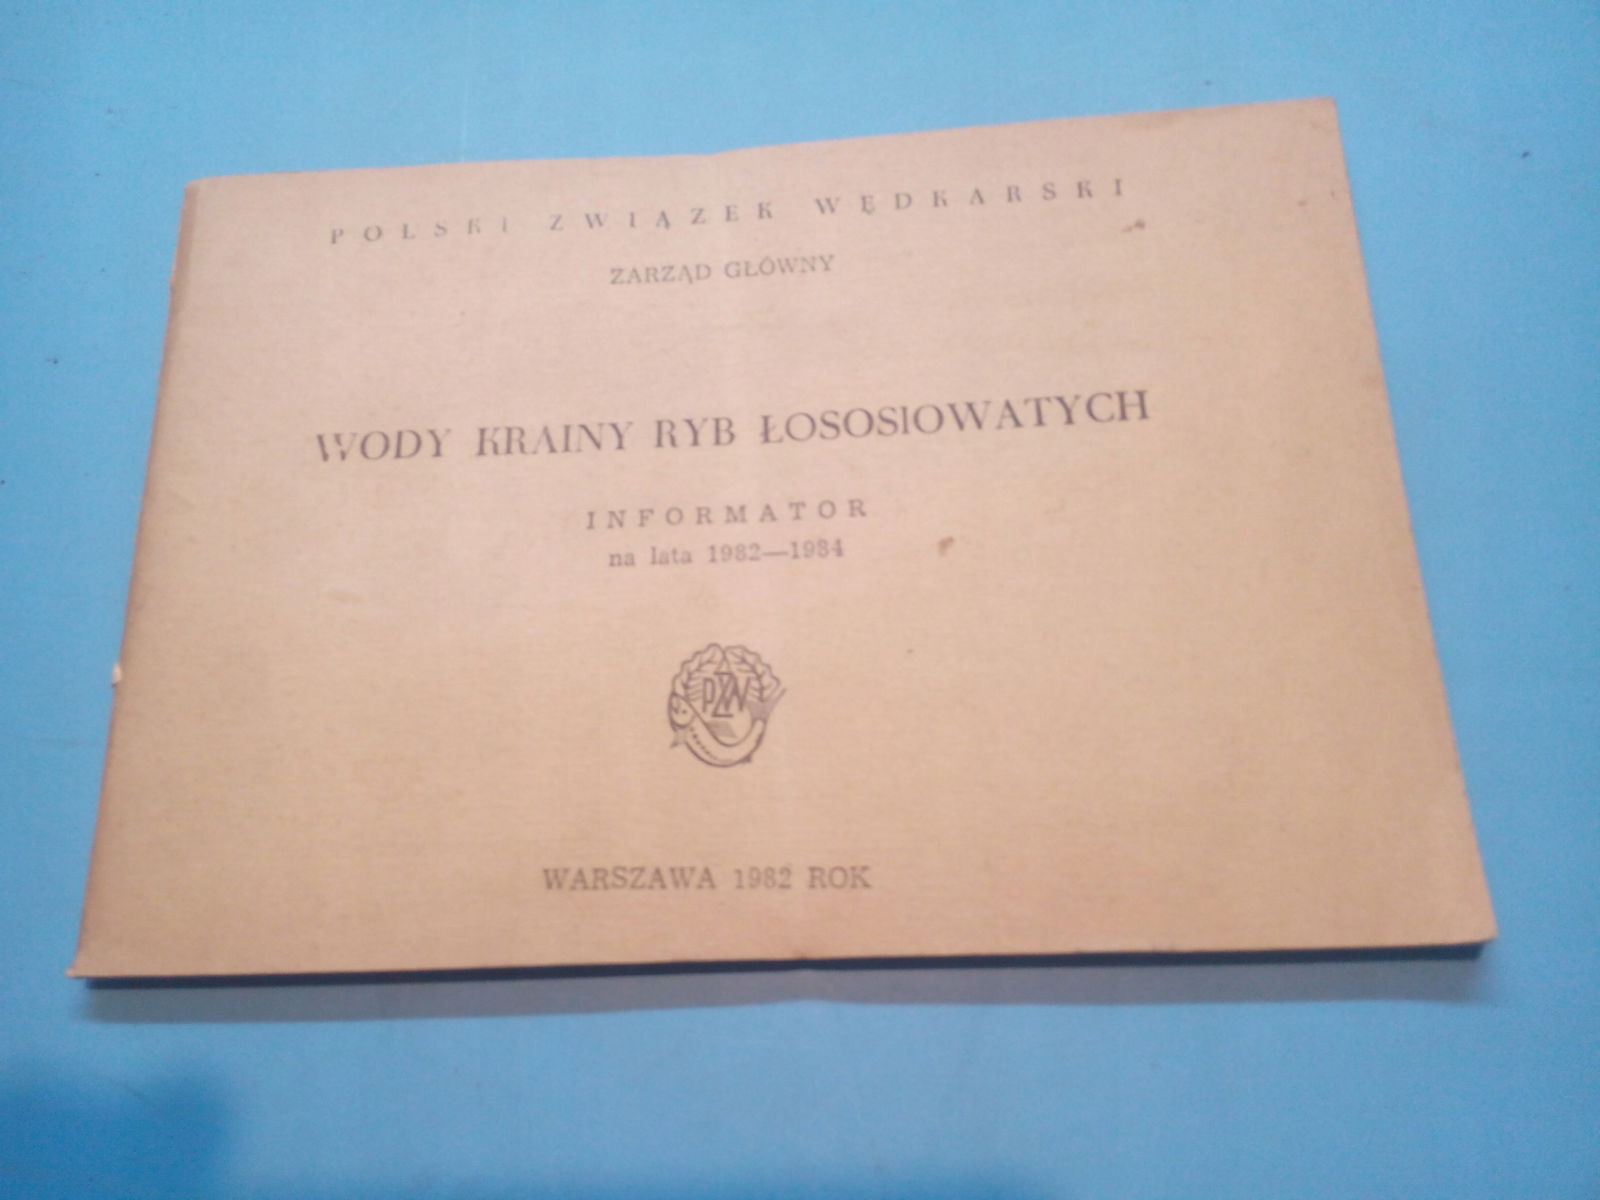 POLSKI ZWIĄZEK WĘDKARSKI
ZARZĄD GŁÓWNY
WODY KRAINY RYB ŁOSOSIOWATYCH
INFORMATOR
na lata 1982—1984
PZW
WARSZAWA 1982 ROK